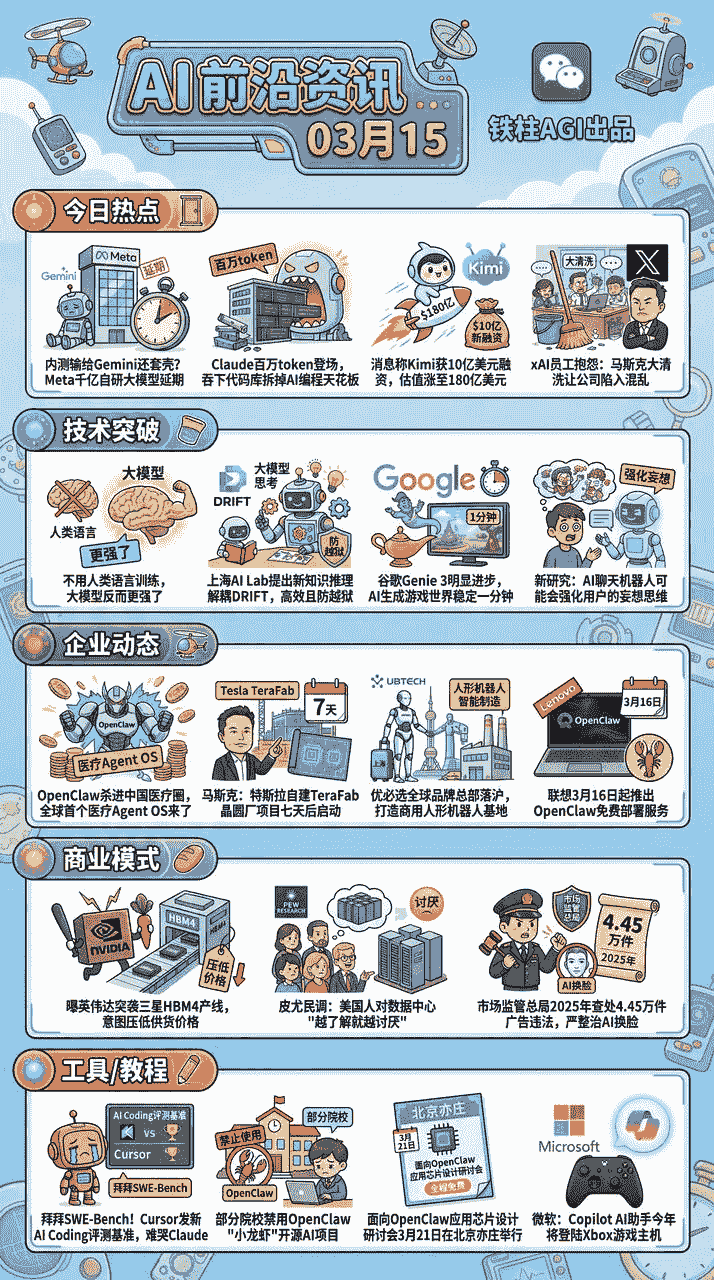 AI前沿资讯
03月15
铁柱AGI出品
今日热点
Gemini
Meta
延期
内测输给Gemini还套壳?
Meta千亿自研大模型延期
百万token
Claude百万token登场,
吞下代码库拆掉AI编程天花板
Kimi
$180亿
$10亿
新融资
消息称Kimi获10亿美元融
资,估值涨至180亿美元
大清洗
X
xAI员工抱怨:马斯克大清
洗让公司陷入混乱
技术突破
大模型
人类语言
更强了
不用人类语言训练,
大模型反而更强了
DRIFT
大模型
思考
防
越狱
上海AI Lab提出新知识推理
解耦DRIFT,高效且防越狱
Google
1分钟
谷歌Genie 3明显进步,
AI生成游戏世界稳定一分钟
强化妄想
新研究:AI聊天机器人可
能会强化用户的妄想思维
企业动态
OpenClaw
医疗Agent OS
OpenClaw杀进中国医疗圈,
全球首个医疗Agent OS来了
Tesla TeraFab
7天
马斯克:特斯拉自建TeraFab
晶圆厂项目七天后启动
UBTECH
人形机器人
智能制造
优必选全球品牌总部落沪,
打造商用人形机器人基地
Lenovo
OpenClaw
3月16日
联想3月16日起推出
OpenClaw免费部署服务
商业模式
NVIDIA
HBM4
压低
价格
曝英伟达突袭三星HBM4产线,
意图压低供货价格
PEW
RESEARCH
讨厌
皮尤民调:美国人对数据中心
"越了解就越讨厌"
市场
监管
总局
4.45
万件
2025年
AI换脸
市场监管总局2025年查处4.45万件
广告违法,严整治AI换脸
工具/教程
AI Coding评测基准
vs
Cursor
拜拜SWE-Bench
拜拜SWE-Bench! Cursor发新
AI Coding评测基准,难哭Claude
禁止使用
部分院校
OpenClaw
部分院校禁用OpenClaw
"小龙虾"开源AI项目
北京亦庄
3月
21日
面向OpenClaw
应用芯片设计研讨会
全程免费
面向OpenClaw应用芯片设计
研讨会3月21日在北京亦庄举行
Microsoft
微软:Copilot AI助手今年
将登陆Xbox游戏主机